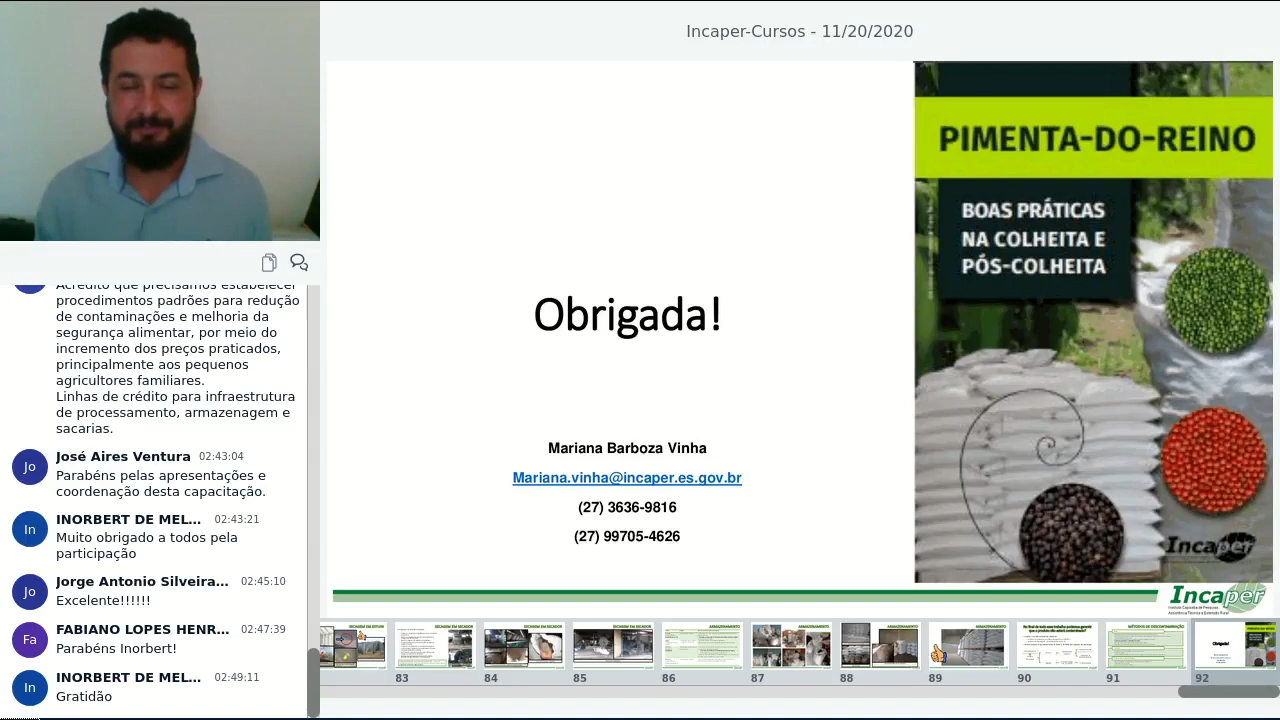 Incaper-Cursos - 11/20/2020
PIMENTA-DO-REINO
BOAS PRÁTICAS
NA COLHEITA E
PÓS-COLHEITA
Obrigada!
Mariana Barboza Vinha
Mariana.vinha@incaper.es.gov.br
(27) 3636-9816
(27) 99705-4626
Incaper
Incaper
Instituto Capixaba de Pesquisa,
Assistência Técnica e Extensão Rural
Acredito que precisamos estabelecer
procedimentos padrões para redução
de contaminações e melhoria da
segurança alimentar, por meio do
incremento dos preços praticados,
principalmente aos pequenos
agricultores familiares.
Linhas de crédito para infraestrutura
de processamento, armazenagem e
sacarias.
Jo
José Aires Ventura 02:43:04
Parabéns pelas apresentações e
coordenação desta capacitação.
In
INORBERT DE MEL... 02:43:21
Muito obrigado a todos pela
participação
Jo
Jorge Antonio Silveira... 02:45:10
Excelente!!!!!!
Fa
FABIANO LOPES HENR... 02:47:39
Parabéns Inorbert!
In
INORBERT DE MEL... 02:49:11
Gratidão
83 84 85 86 87 88 89 90 91 92